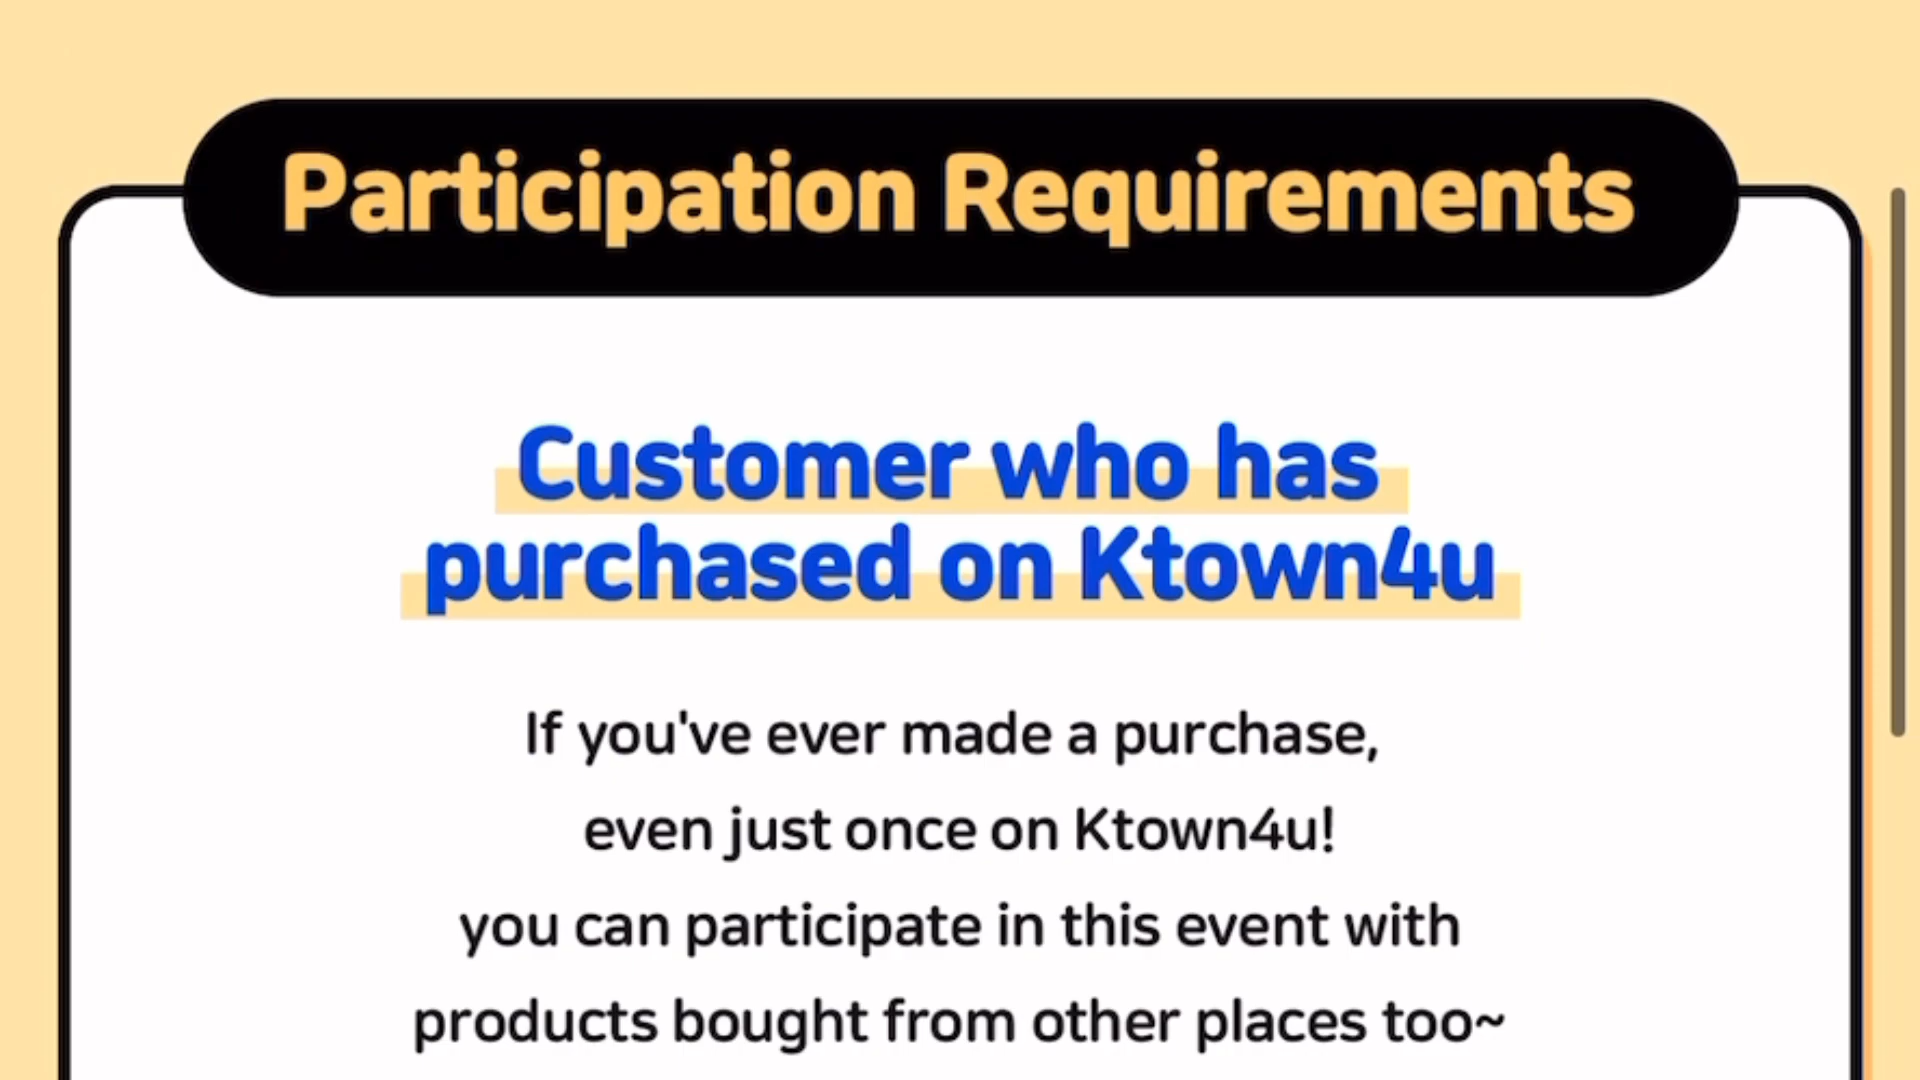 Participation Requirements
Customer who has
purchased on Ktown4u
If you've ever made a purchase,
even just once on Ktown4u!
you can participate in this event with
products bought from other places too~